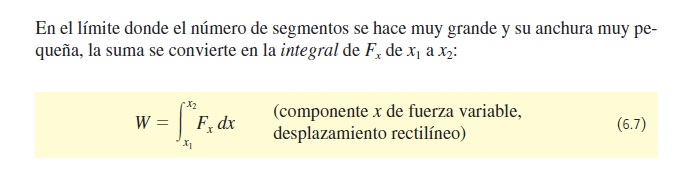 En el límite donde el número de segmentos se hace muy grande y su anchura muy pe-
queña, la suma se convierte en la integral de Fₓ de x₁ a x₂:
W = ∫ₓ₁ˣ² Fₓ dx (componente x de fuerza variable,
desplazamiento rectilíneo) (6.7)